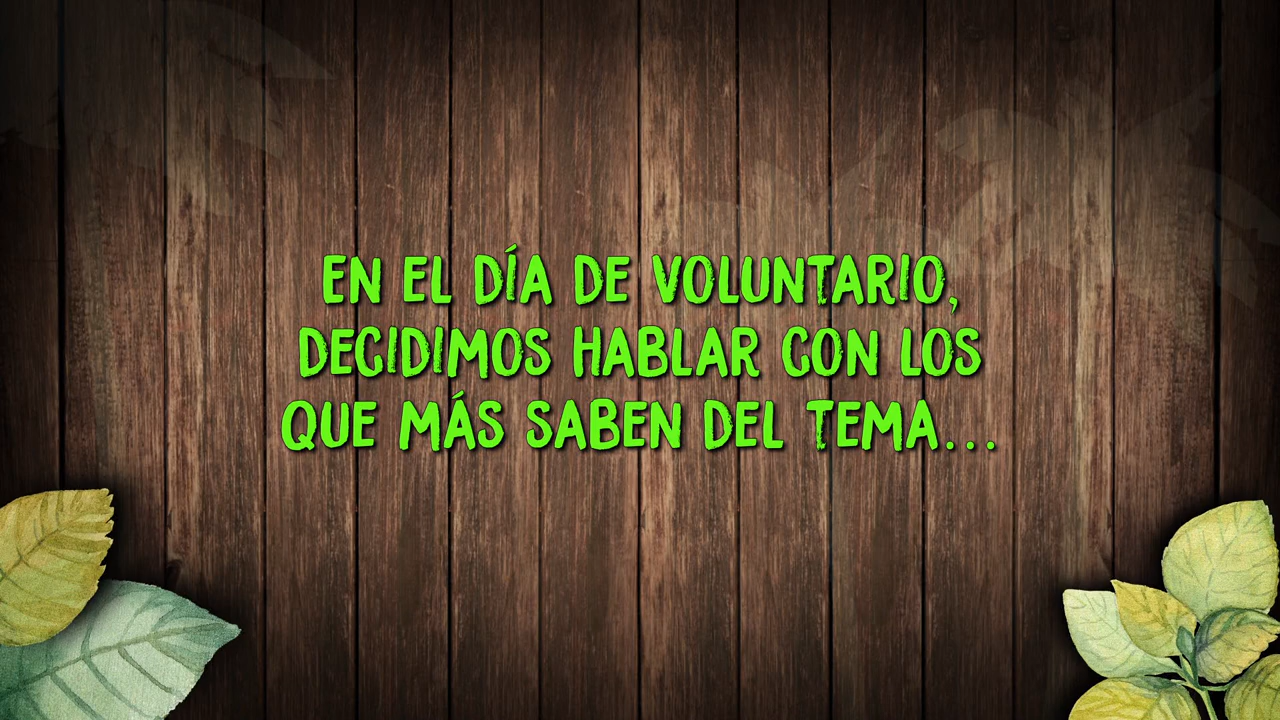 EN EL DÍA DE VOLUNTARIO,
DECIDIMOS HABLAR CON LOS
QUE MÁS SABEN DEL TEMA...